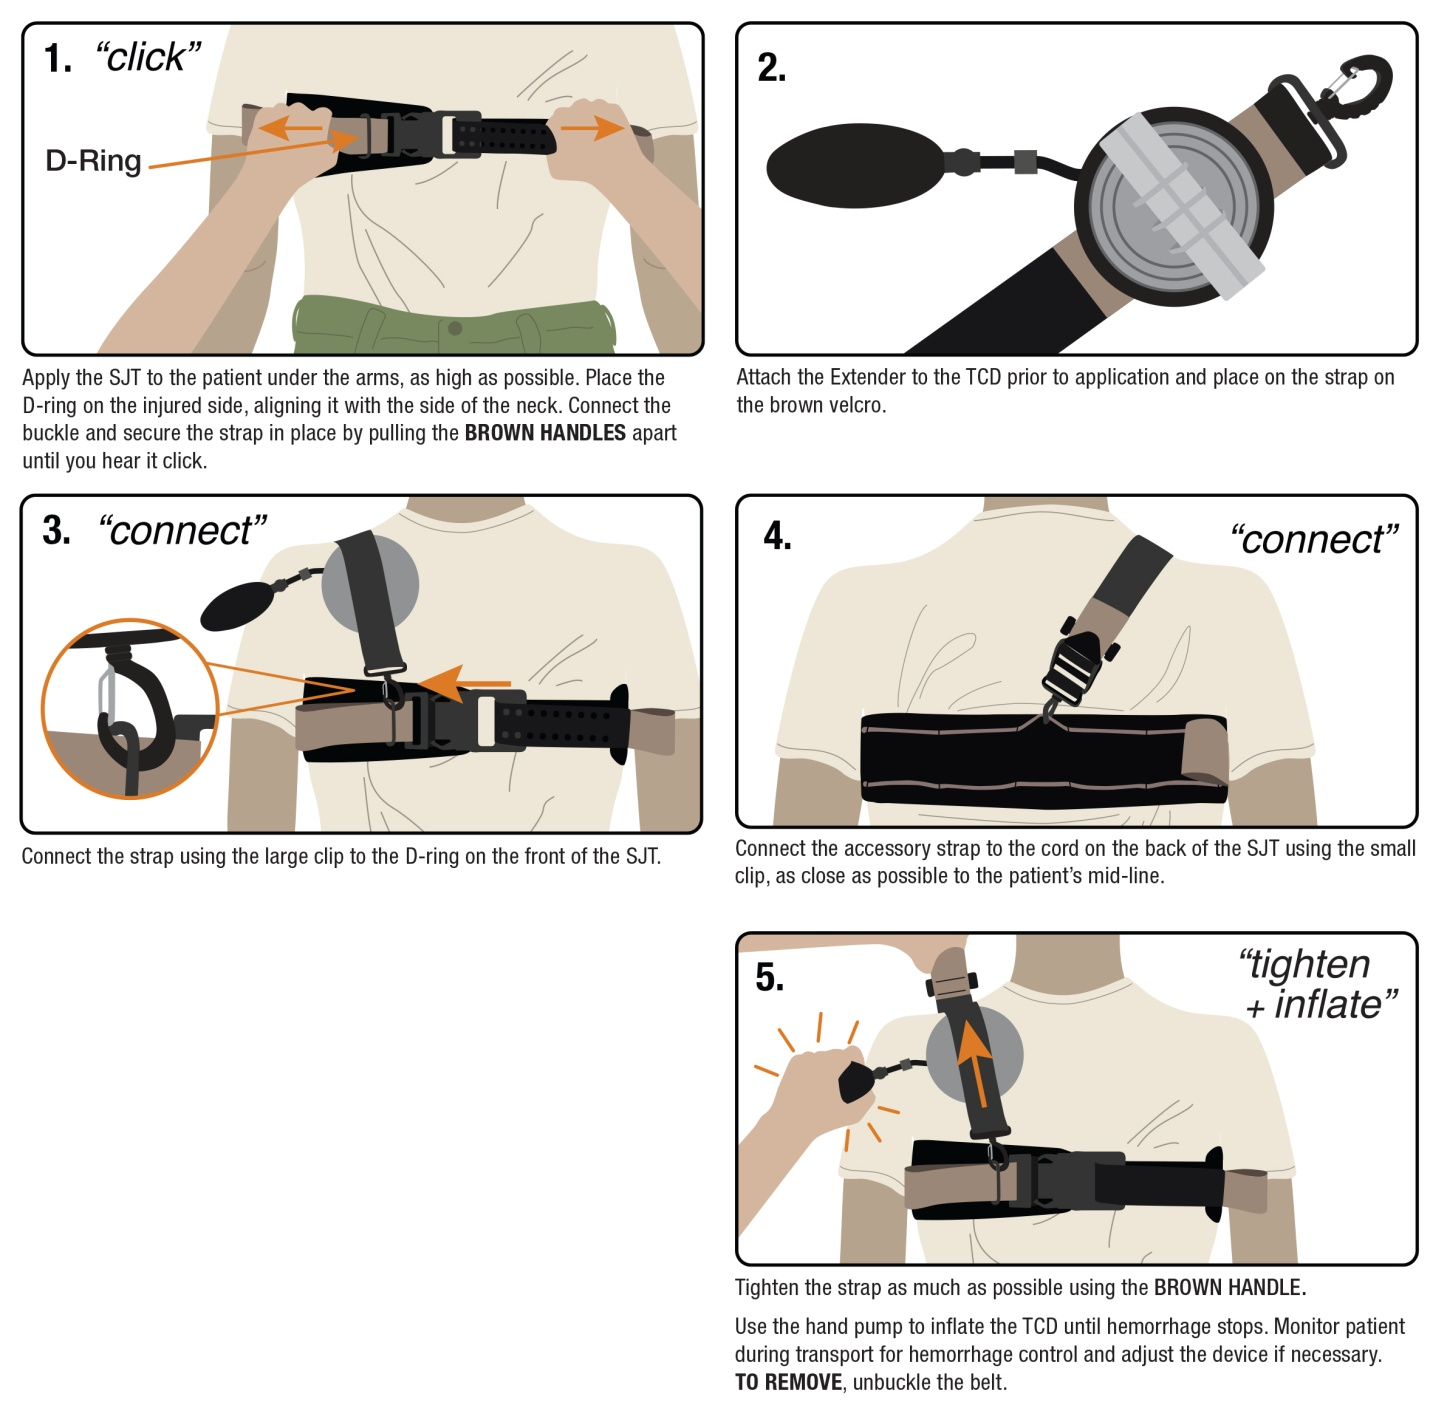 1. “click”
D-Ring
Apply the SJT to the patient under the arms, as high as possible. Place the
D-ring on the injured side, aligning it with the side of the neck. Connect the
buckle and secure the strap in place by pulling the BROWN HANDLES apart
until you hear it click.
2.
Attach the Extender to the TCD prior to application and place on the strap on
the brown velcro.
3. “connect”
Connect the strap using the large clip to the D-ring on the front of the SJT.
4. “connect”
Connect the accessory strap to the cord on the back of the SJT using the small
clip, as close as possible to the patient’s mid-line.
5. “tighten
+ inflate”
Tighten the strap as much as possible using the BROWN HANDLE.
Use the hand pump to inflate the TCD until hemorrhage stops. Monitor patient
during transport for hemorrhage control and adjust the device if necessary.
TO REMOVE, unbuckle the belt.